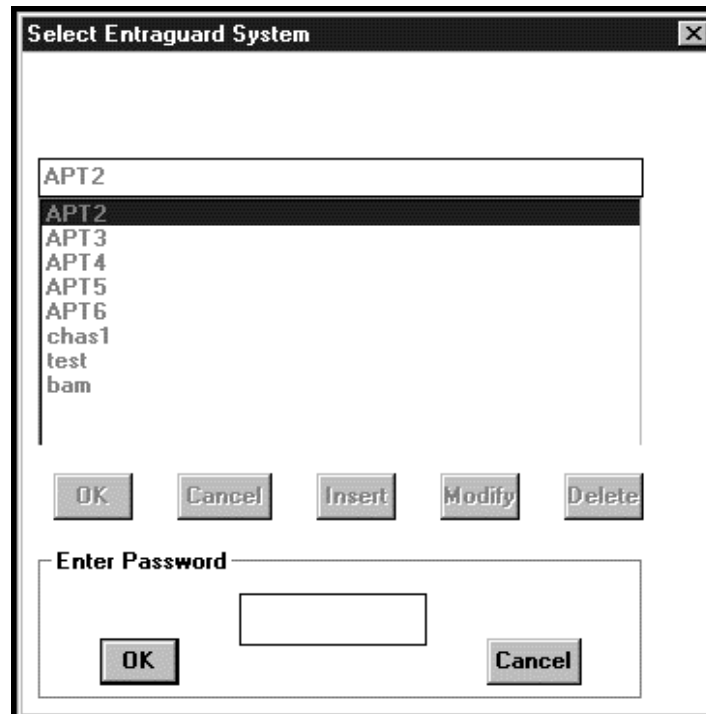 Select Entraguard System
APT2
APT2
APT3
APT4
APT5
APT6
chas1
test
bam
OK Cancel Insert Modify Delete
Enter Password
OK Cancel